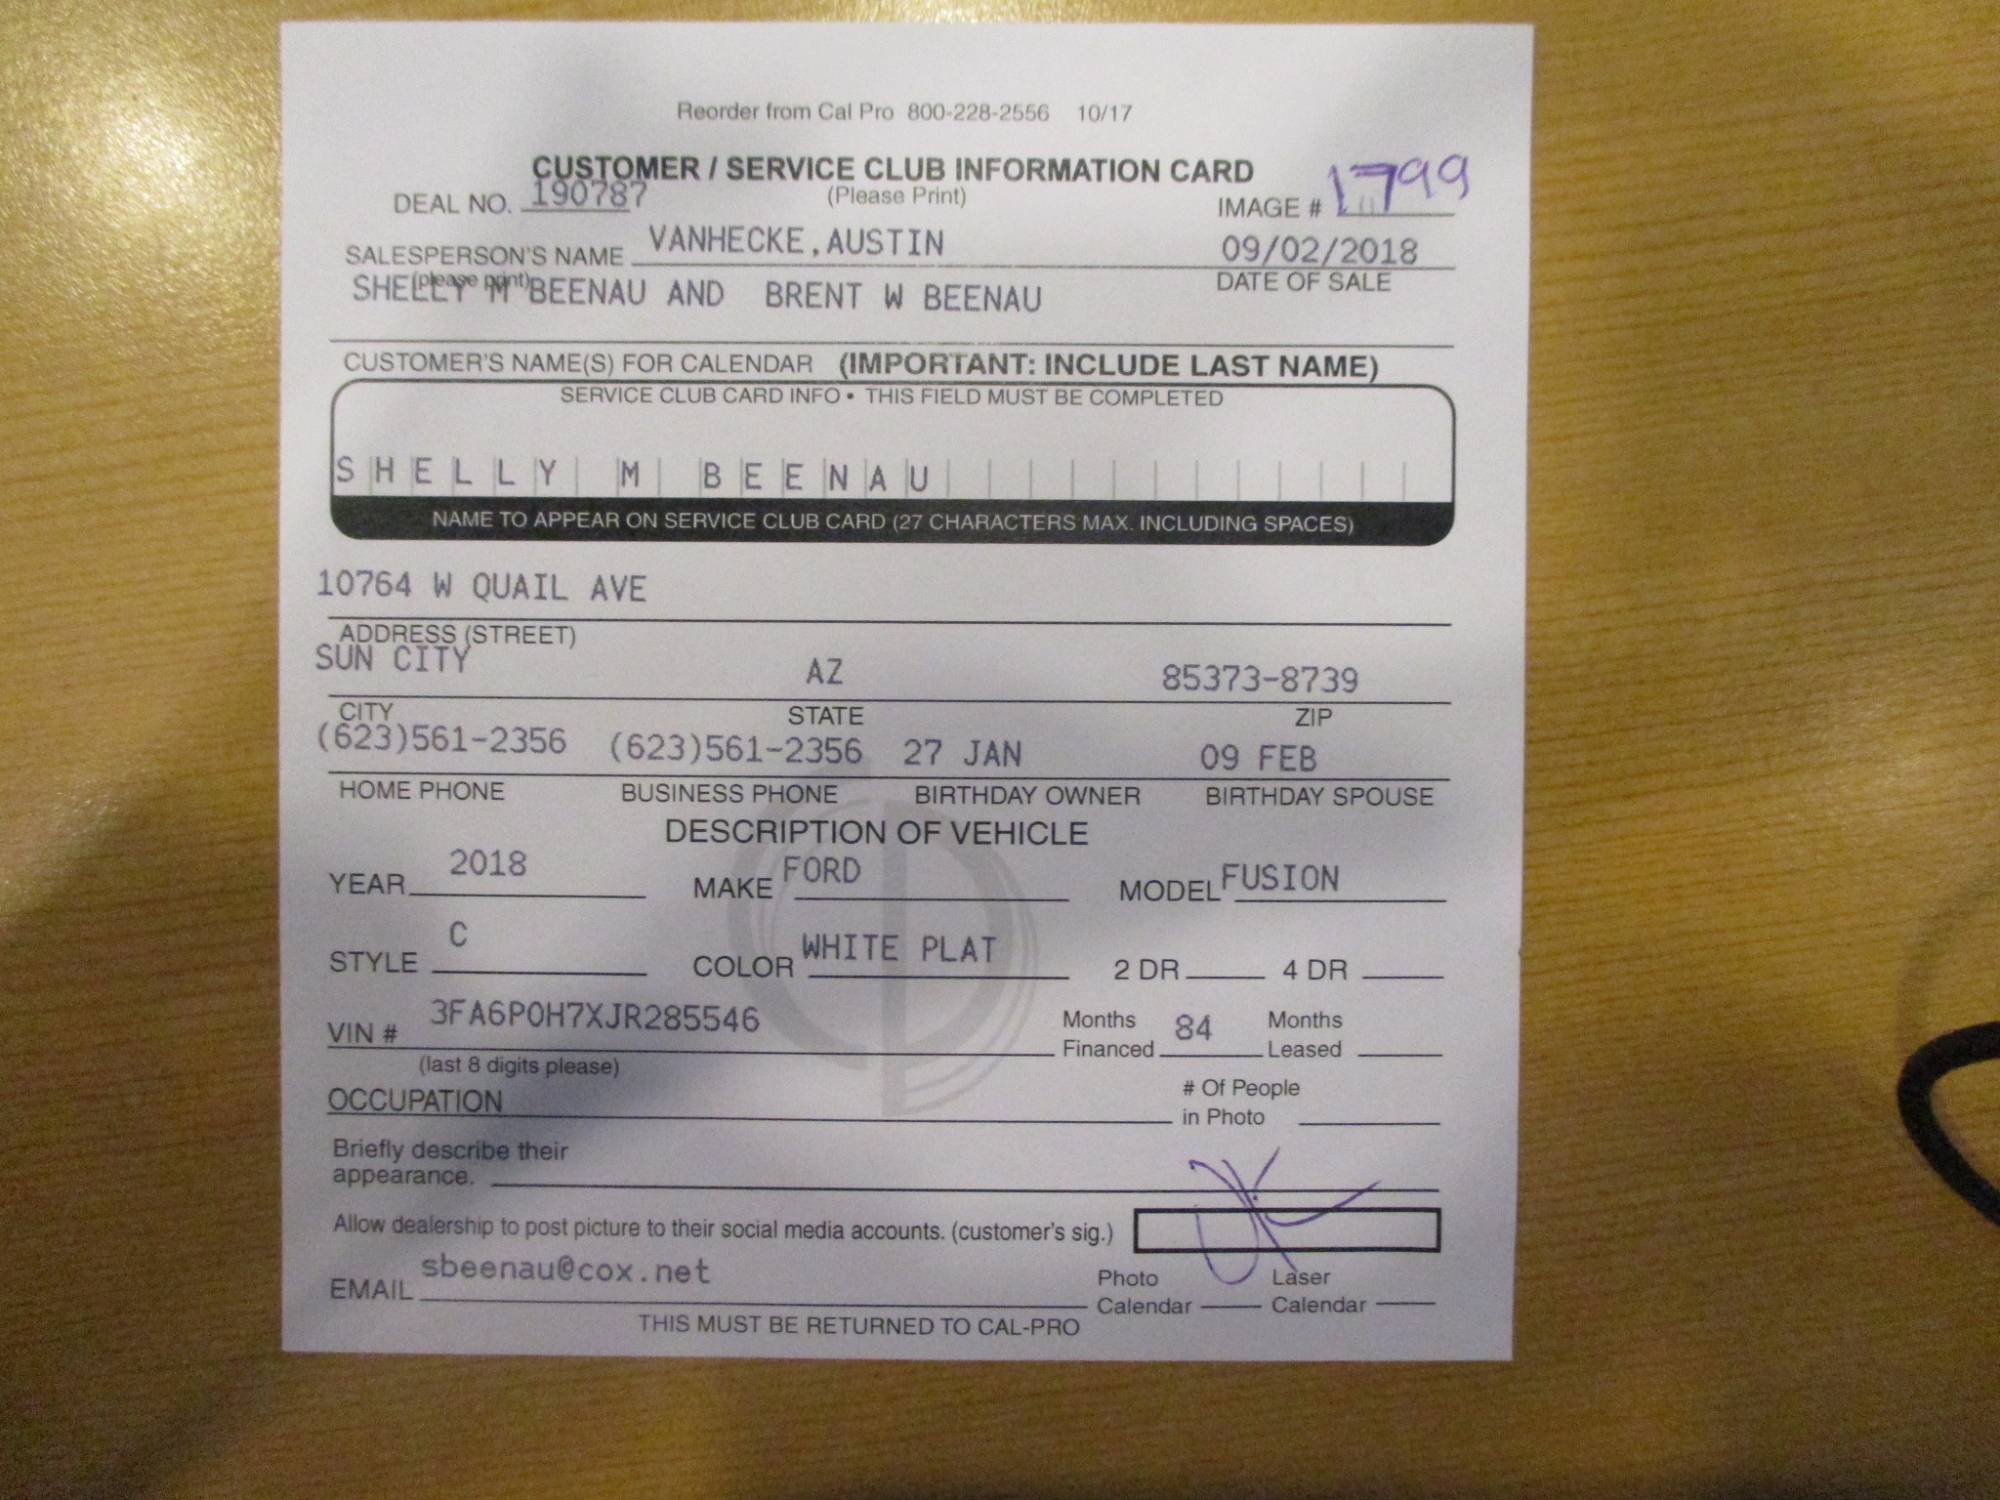 Reorder from Cal Pro 800-228-2556 10/17
CUSTOMER / SERVICE CLUB INFORMATION CARD
(Please Print)
DEAL NO. 190787
IMAGE # 1799
SALESPERSON'S NAME VANHECKE,AUSTIN 09/02/2018
(please print) DATE OF SALE
SHELLY M BEENAU AND BRENT W BEENAU
CUSTOMER'S NAME(S) FOR CALENDAR (IMPORTANT: INCLUDE LAST NAME)
SERVICE CLUB CARD INFO • THIS FIELD MUST BE COMPLETED
SHELLY M BEENAU
NAME TO APPEAR ON SERVICE CLUB CARD (27 CHARACTERS MAX. INCLUDING SPACES)
10764 W QUAIL AVE
ADDRESS (STREET)
SUN CITY AZ 85373-8739
CITY STATE ZIP
(623)561-2356 (623)561-2356 27 JAN 09 FEB
HOME PHONE BUSINESS PHONE BIRTHDAY OWNER BIRTHDAY SPOUSE
DESCRIPTION OF VEHICLE
YEAR 2018 MAKE FORD MODEL FUSION
STYLE C COLOR WHITE PLAT 2 DR 4 DR
VIN # 3FA6P0H7XJR285546 Months Financed 84 Months Leased
(last 8 digits please)
OCCUPATION # Of People in Photo
Briefly describe their
appearance.
Allow dealership to post picture to their social media accounts. (customer's sig.)
EMAIL sbeenau@cox.net Photo Calendar Laser Calendar
THIS MUST BE RETURNED TO CAL-PRO